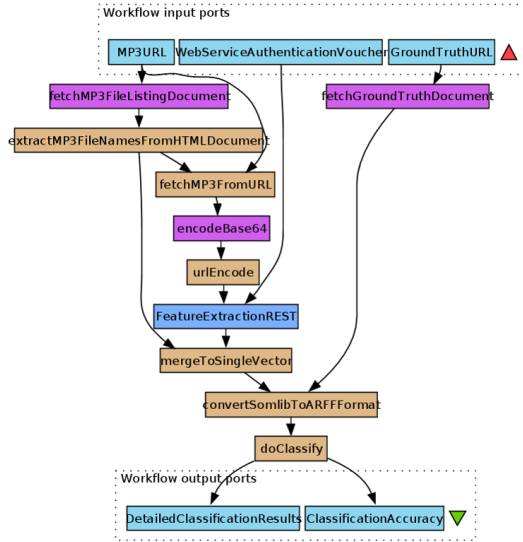 Workflow input ports
MP3URL
WebServiceAuthenticationVoucher
GroundTruthURL
fetchMP3FileListingDocument
fetchGroundTruthDocument
extractMP3FileNamesFromHTMLDocument
fetchMP3FromURL
encodeBase64
urlEncode
FeatureExtractionREST
mergeToSingleVector
convertSomlibToARFFFormat
doClassify
Workflow output ports
DetailedClassificationResults
ClassificationAccuracy